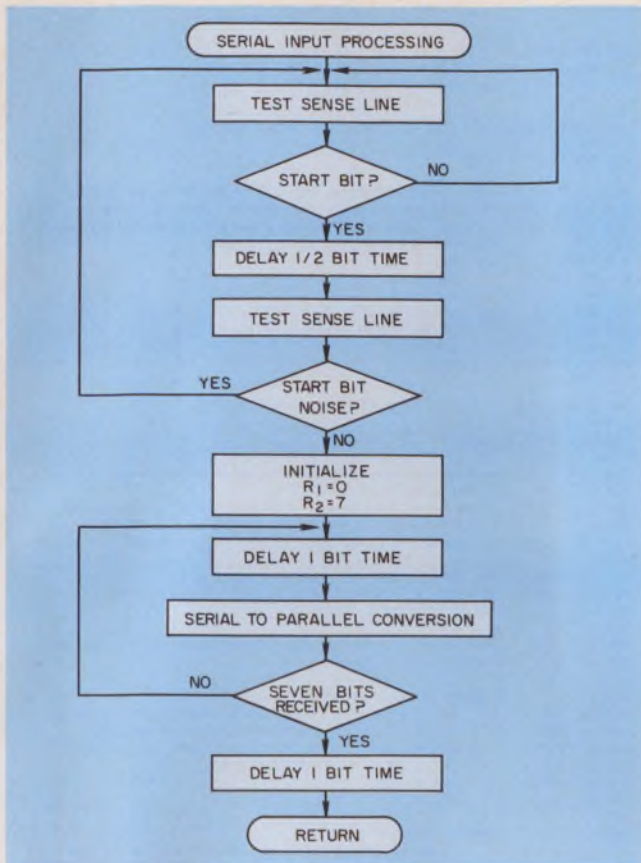 SERIAL INPUT PROCESSING
TEST SENSE LINE
START BIT?
NO
YES
DELAY 1/2 BIT TIME
TEST SENSE LINE
YES
START BIT
NOISE?
NO
INITIALIZE
R1=0
R2=7
DELAY 1 BIT TIME
SERIAL TO PARALLEL CONVERSION
NO
SEVEN BITS
RECEIVED?
YES
DELAY 1 BIT TIME
RETURN